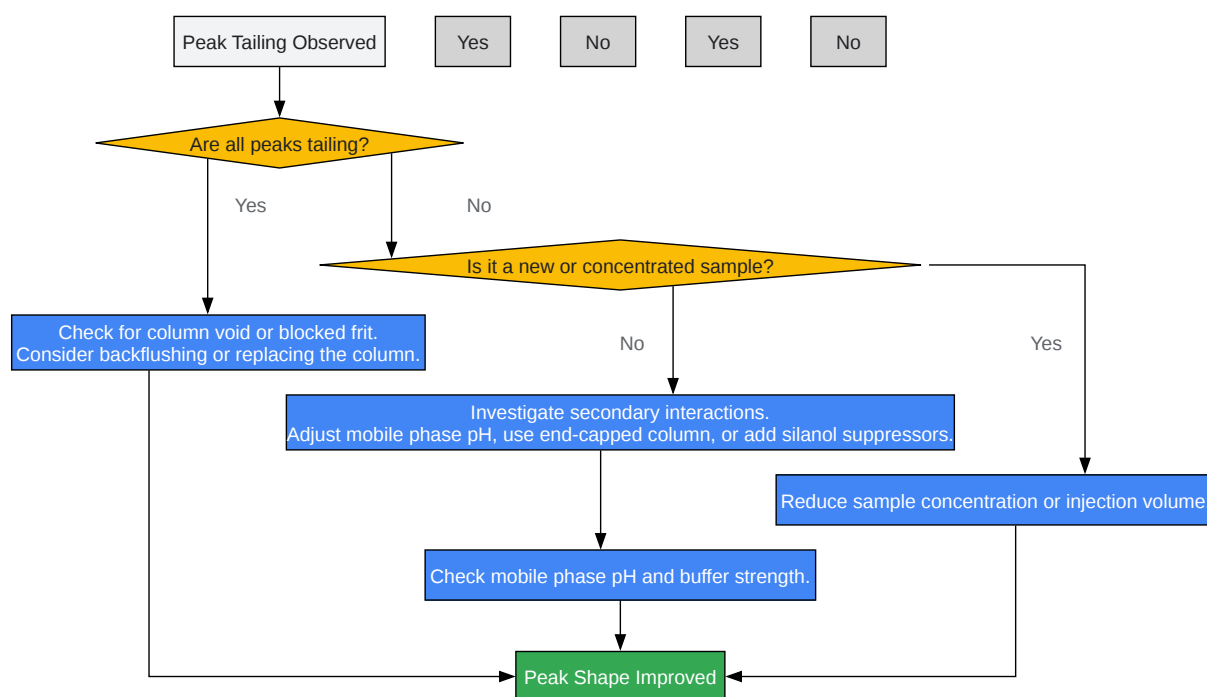 Peak Tailing Observed
Yes
No
Yes
No
Are all peaks tailing?
Yes
No
Is it a new or concentrated sample?
Check for column void or blocked frit.
Consider backflushing or replacing the column.
No
Yes
Investigate secondary interactions.
Adjust mobile phase pH, use end-capped column, or add silanol suppressors.
Reduce sample concentration or injection volume
Check mobile phase pH and buffer strength.
Peak Shape Improved